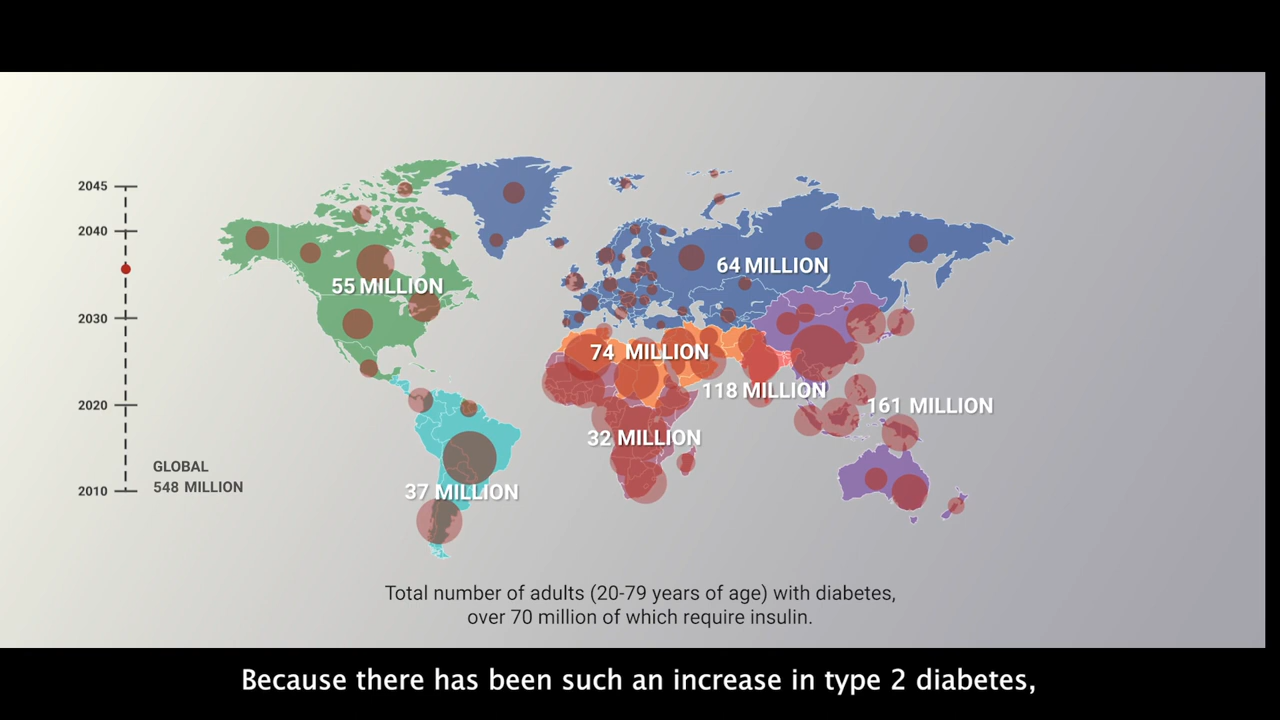 2045
2040
2030
2020
2010
GLOBAL
548 MILLION
55 MILLION
64 MILLION
74 MILLION
118 MILLION
161 MILLION
32 MILLION
37 MILLION
Total number of adults (20-79 years of age) with diabetes,
over 70 million of which require insulin.
Because there has been such an increase in type 2 diabetes,